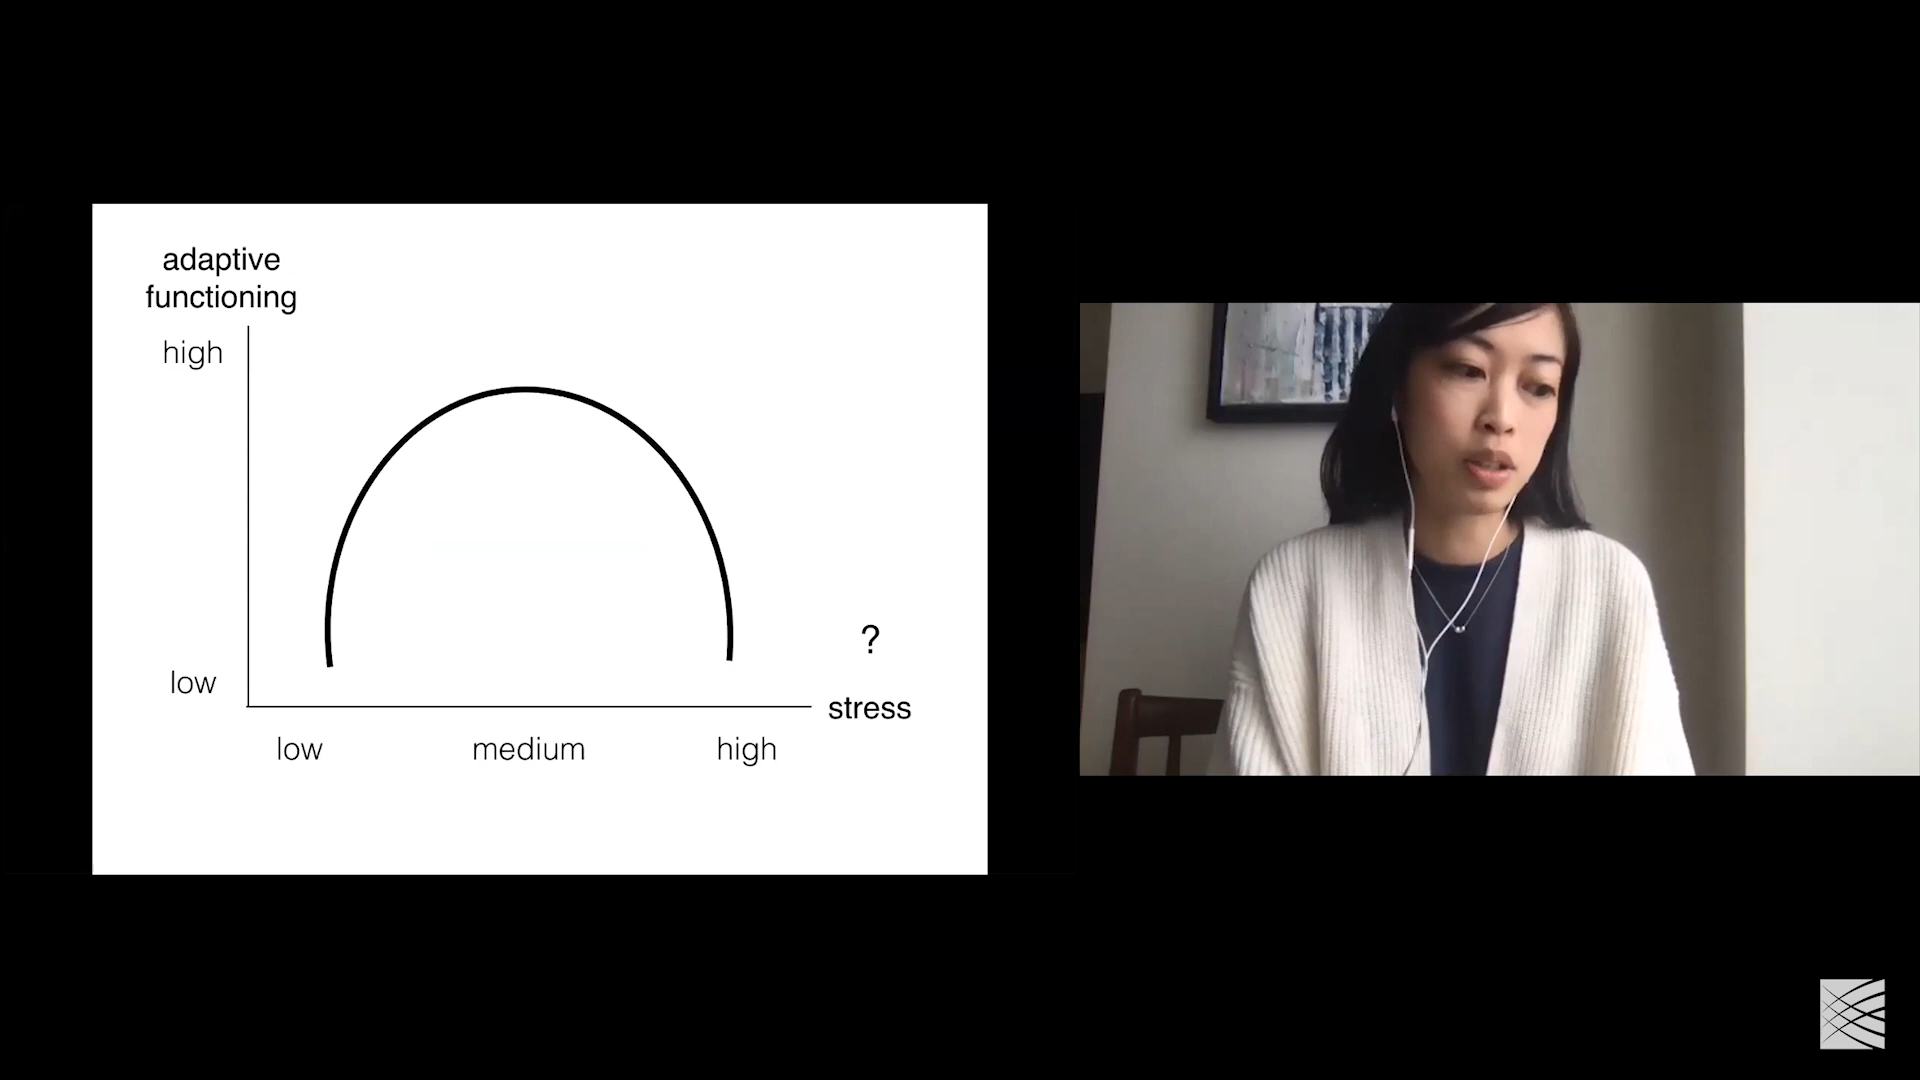 adaptive
functioning
high
low
?
stress
low medium high